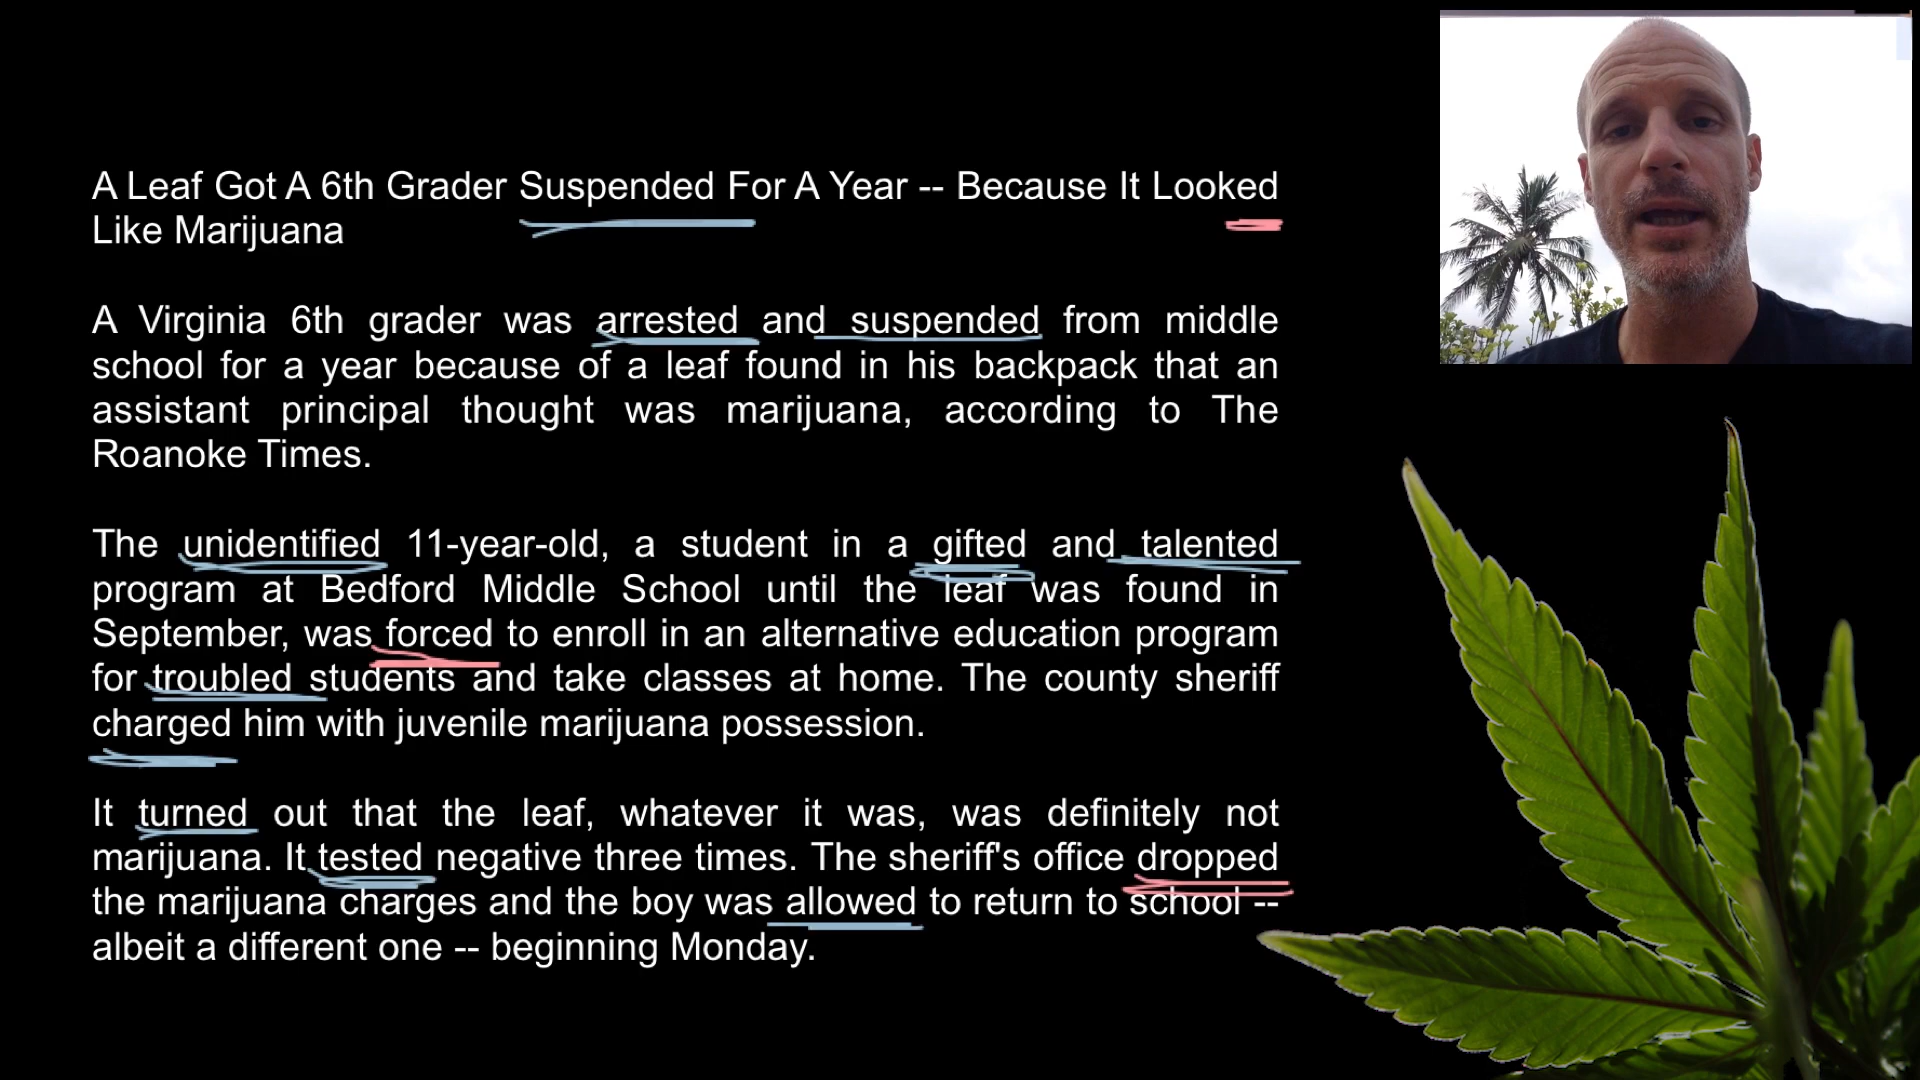 A Leaf Got A 6th Grader Suspended For A Year -- Because It Looked
Like Marijuana
A Virginia 6th grader was arrested and suspended from middle
school for a year because of a leaf found in his backpack that an
assistant principal thought was marijuana, according to The
Roanoke Times.
The unidentified 11-year-old, a student in a gifted and talented
program at Bedford Middle School until the leaf was found in
September, was forced to enroll in an alternative education program
for troubled students and take classes at home. The county sheriff
charged him with juvenile marijuana possession.
It turned out that the leaf, whatever it was, was definitely not
marijuana. It tested negative three times. The sheriff's office dropped
the marijuana charges and the boy was allowed to return to school --
albeit a different one -- beginning Monday.